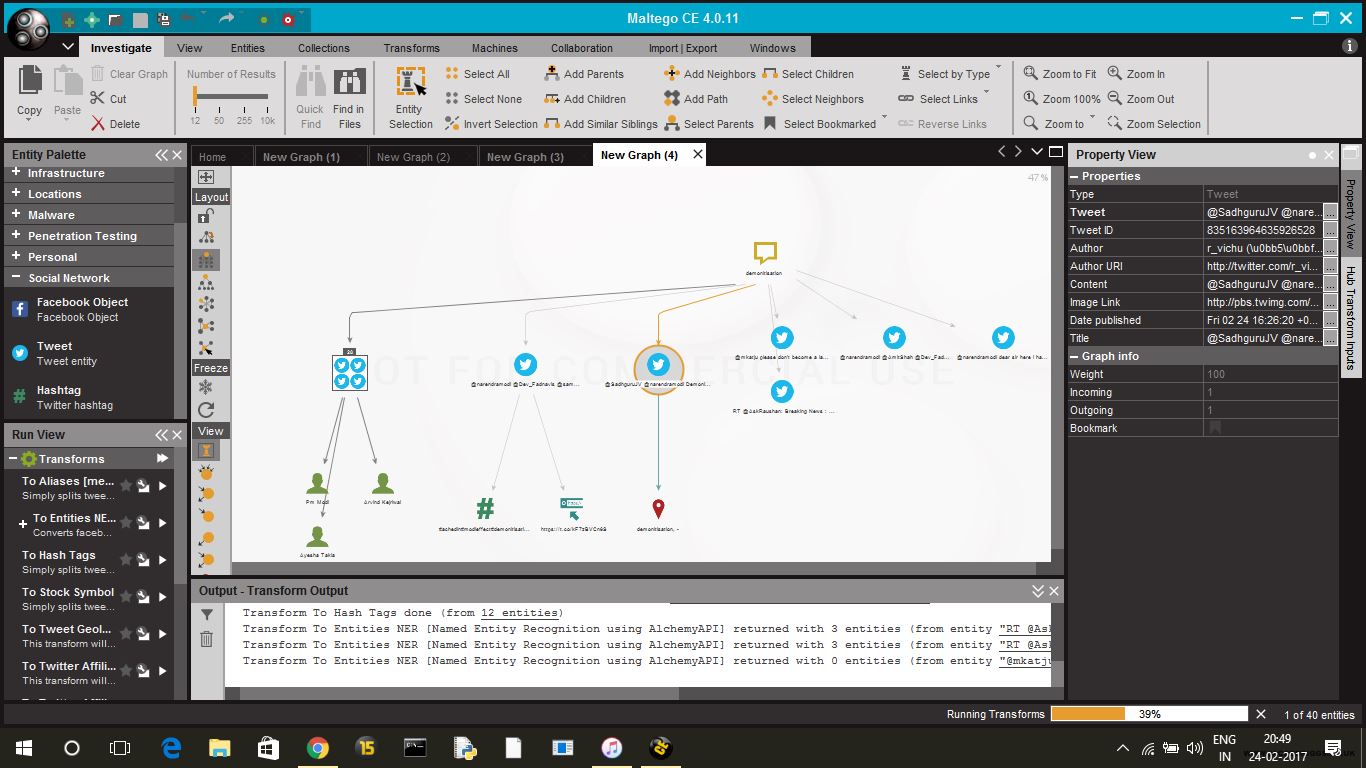 Maltego CE 4.0.11
Investigate View Entities Collections Transforms Machines Collaboration Import | Export Windows
Copy Paste Clear Graph Cut Delete
Number of Results
12 50 255 10k
Quick Find Find in Files
Entity Selection
Select All Add Parents Add Neighbors Select Children Select by Type Zoom to Fit Zoom In
Select None Add Children Add Path Select Neighbors Select Links Zoom 100% Zoom Out
Invert Selection Add Similar Siblings Select Parents Select Bookmarked Reverse Links Zoom to Zoom Selection
Entity Palette
Infrastructure
Locations
Malware
Penetration Testing
Personal
Social Network
Facebook Object
Facebook Object
Tweet
Tweet entity
Hashtag
Twitter hashtag
Run View
Transforms
To Aliases [me...
Simply splits twee...
To Entities NE...
Converts faceb...
To Hash Tags
Simply splits twee...
To Stock Symbol
Simply splits twee...
To Tweet Geol...
This transform will...
To Twitter Affili...
This transform will...
Home New Graph (1) New Graph (2) New Graph (3) New Graph (4)
Layout
Freeze
View
47 %
demonitisation
NOT FOR COMMERCIAL USE
@narendramodi @Dev_Fadnavis @sam...
@SadhguruJV @narendramodi Demoni...
@mkatju please don't become a la...
@narendramodi @AmitShah @Dev_Fad...
@narendramodi dear sir here i ha...
RT @AskRaushan: Breaking News : ...
Pm Modi
Arvind Kejriwal
Ayesha Takia
demonitisation, -
Output - Transform Output
Transform To Hash Tags done (from 12 entities)
Transform To Entities NER [Named Entity Recognition using AlchemyAPI] returned with 3 entities (from entity "RT @Ask
Transform To Entities NER [Named Entity Recognition using AlchemyAPI] returned with 3 entities (from entity "RT @Ask
Transform To Entities NER [Named Entity Recognition using AlchemyAPI] returned with 0 entities (from entity "@mkatju
Property View
Properties
Type Tweet
Tweet @SadhguruJV @nare...
Tweet ID 835163964635926528
Author r_vichu (\u0bb5\u0bbf...
Author URI http://twitter.com/r_vi...
Content @SadhguruJV @nare...
Image Link http://pbs.twimg.com/...
Date published Fri 02 24 16:26:20 +0...
Title @SadhguruJV @nare...
Graph info
Weight 100
Incoming 1
Outgoing 1
Bookmark
Property View
Hub Transform Inputs
Running Transforms 39% 1 of 40 entities
15
ENG
IN
20:49
24-02-2017